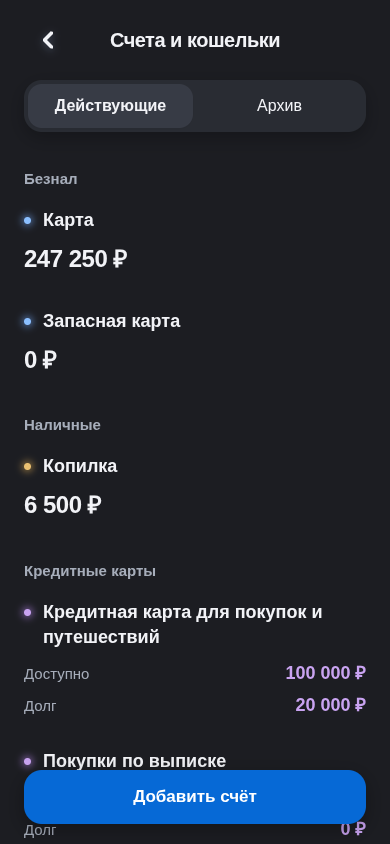 Счета и кошельки
Действующие
Архив
Безнал
Карта
247 250 ₽
Запасная карта
0 ₽
Наличные
Копилка
6 500 ₽
Кредитные карты
Кредитная карта для покупок и
путешествий
Доступно 100 000 ₽
Долг 20 000 ₽
Покупки по выписке
Добавить счёт
Долг 0 ₽